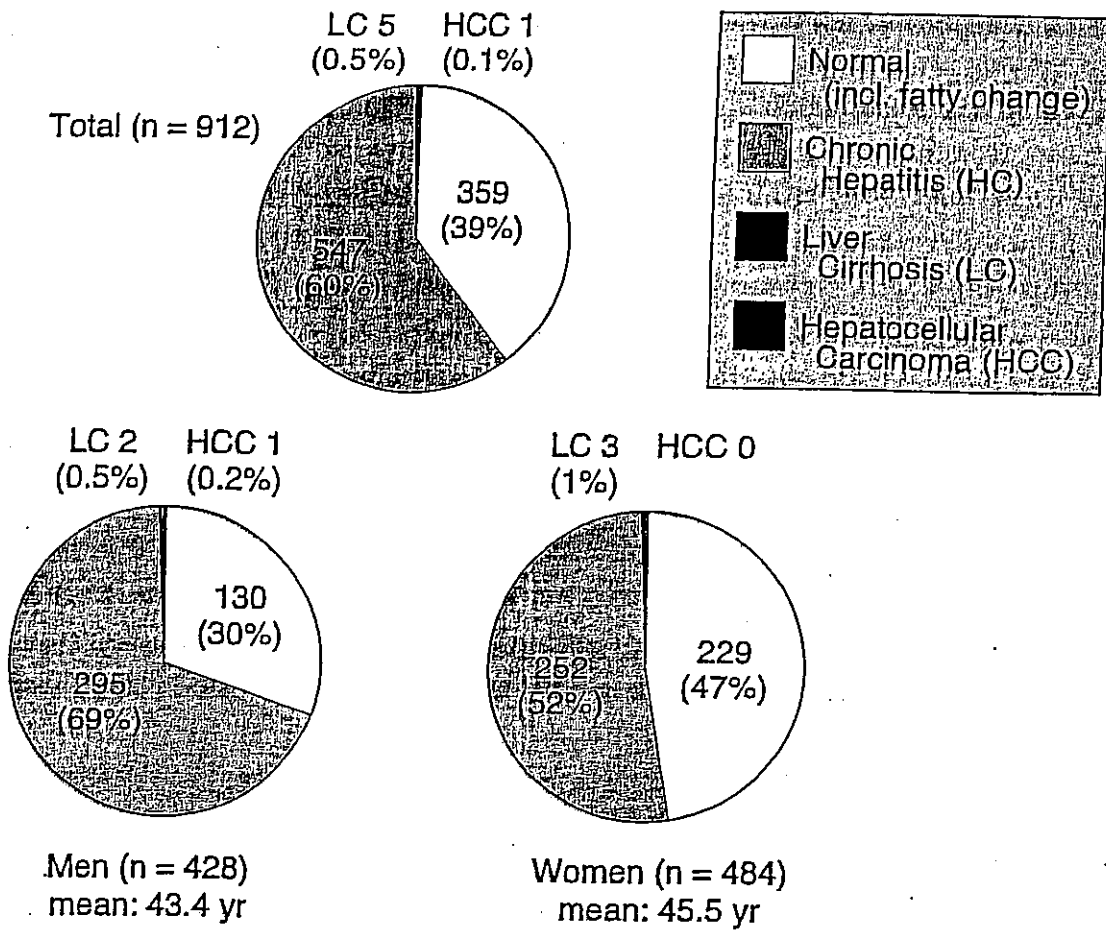 LC 5 HCC 1
(0.5%) (0.1%)
Total (n = 912)
359
(39%)
547
(60%)
Normal
(incl. fatty change)
Chronic
Hepatitis (HC)
Liver
Cirrhosis (LC)
Hepatocellular
Carcinoma (HCC)
LC 2 HCC 1
(0.5%) (0.2%)
130
(30%)
295
(69%)
Men (n = 428)
mean: 43.4 yr
LC 3 HCC 0
(1%)
229
(47%)
252
(52%)
Women (n = 484)
mean: 45.5 yr